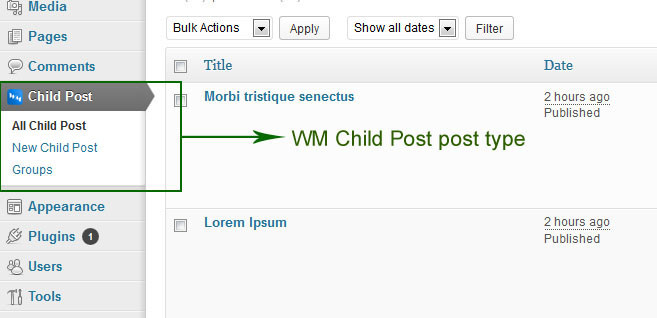 Media
Pages
Comments
Child Post
All Child Post
New Child Post
Groups
Appearance
Plugins 1
Users
Tools
Bulk Actions Apply Show all dates Filter
Title Date
Morbi tristique senectus 2 hours ago
Published
WM Child Post post type
Lorem Ipsum 2 hours ago
Published